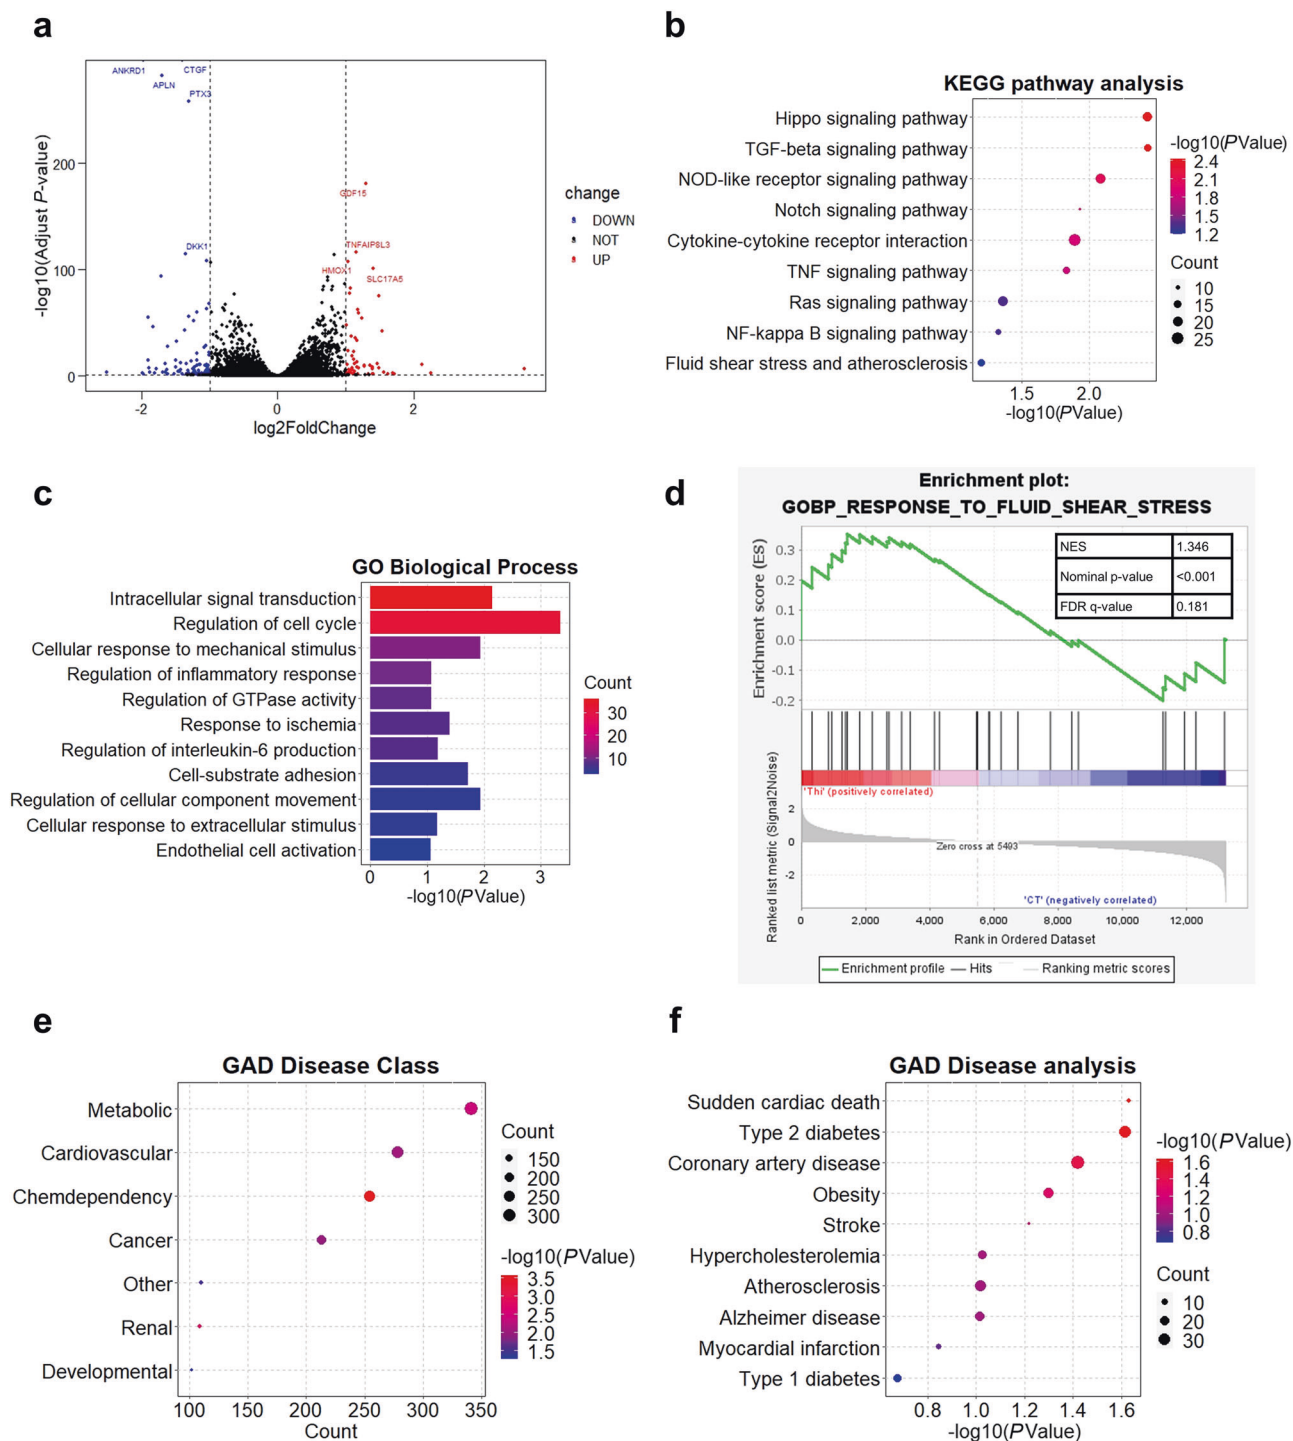 a
ANKRD1
CTGF
APLN
PTX3
GDF15
DKK1
TNFAIP8L3
HMOX1
SLC17A5
-log10(Adjust P-value)
200
100
0
-2
0
2
log2FoldChange
change
DOWN
NOT
UP
b
KEGG pathway analysis
Hippo signaling pathway
TGF-beta signaling pathway
NOD-like receptor signaling pathway
Notch signaling pathway
Cytokine-cytokine receptor interaction
TNF signaling pathway
Ras signaling pathway
NF-kappa B signaling pathway
Fluid shear stress and atherosclerosis
1.5
2.0
-log10(PValue)
-log10(PValue)
2.4
2.1
1.8
1.5
1.2
Count
10
15
20
25
c
GO Biological Process
Intracellular signal transduction
Regulation of cell cycle
Cellular response to mechanical stimulus
Regulation of inflammatory response
Regulation of GTPase activity
Response to ischemia
Regulation of interleukin-6 production
Cell-substrate adhesion
Regulation of cellular component movement
Cellular response to extracellular stimulus
Endothelial cell activation
0
1
2
3
-log10(PValue)
Count
30
20
10
d
Enrichment plot:
GOBP_RESPONSE_TO_FLUID_SHEAR_STRESS
Enrichment score (ES)
0.3
0.2
0.1
0.0
-0.1
-0.2
NES 1.346
Nominal p-value <0.001
FDR q-value 0.181
Ranked list metric (Signal2Noise)
'Thi' (positively correlated)
2
0
-2
Zero cross at 5493
'CT' (negatively correlated)
0
2,000
4,000
6,000
8,000
10,000
12,000
Rank in Ordered Dataset
Enrichment profile
Hits
Ranking metric scores
e
GAD Disease Class
Metabolic
Cardiovascular
Chemdependency
Cancer
Other
Renal
Developmental
100
150
200
250
300
350
Count
Count
150
200
250
300
-log10(PValue)
3.5
3.0
2.5
2.0
1.5
f
GAD Disease analysis
Sudden cardiac death
Type 2 diabetes
Coronary artery disease
Obesity
Stroke
Hypercholesterolemia
Atherosclerosis
Alzheimer disease
Myocardial infarction
Type 1 diabetes
0.8
1.0
1.2
1.4
1.6
-log10(PValue)
-log10(PValue)
1.6
1.4
1.2
1.0
0.8
Count
10
20
30